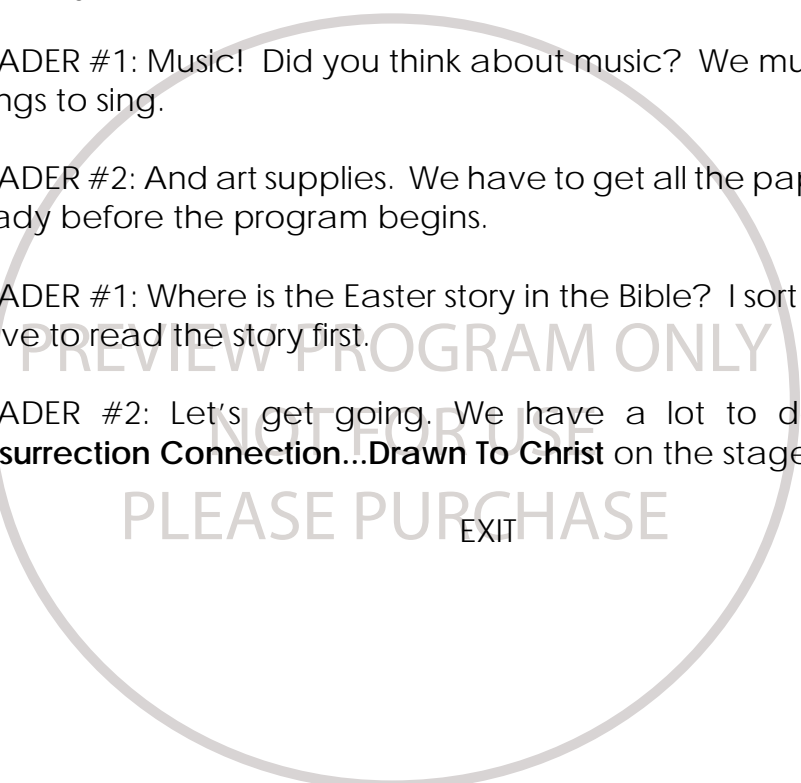 ADER #1: Music! Did you think about music? We mu
ngs to sing.
ADER #2: And art supplies. We have to get all the pap
ady before the program begins.
ADER #1: Where is the Easter story in the Bible? I sort
ve to read the story first.
PREVIEW PROGRAM ONLY
ADER #2: Let's get going. We have a lot to d
NOT FOR USE
surrection Connection...Drawn To Christ on the stage
PLEASE PURCHASE
EXIT